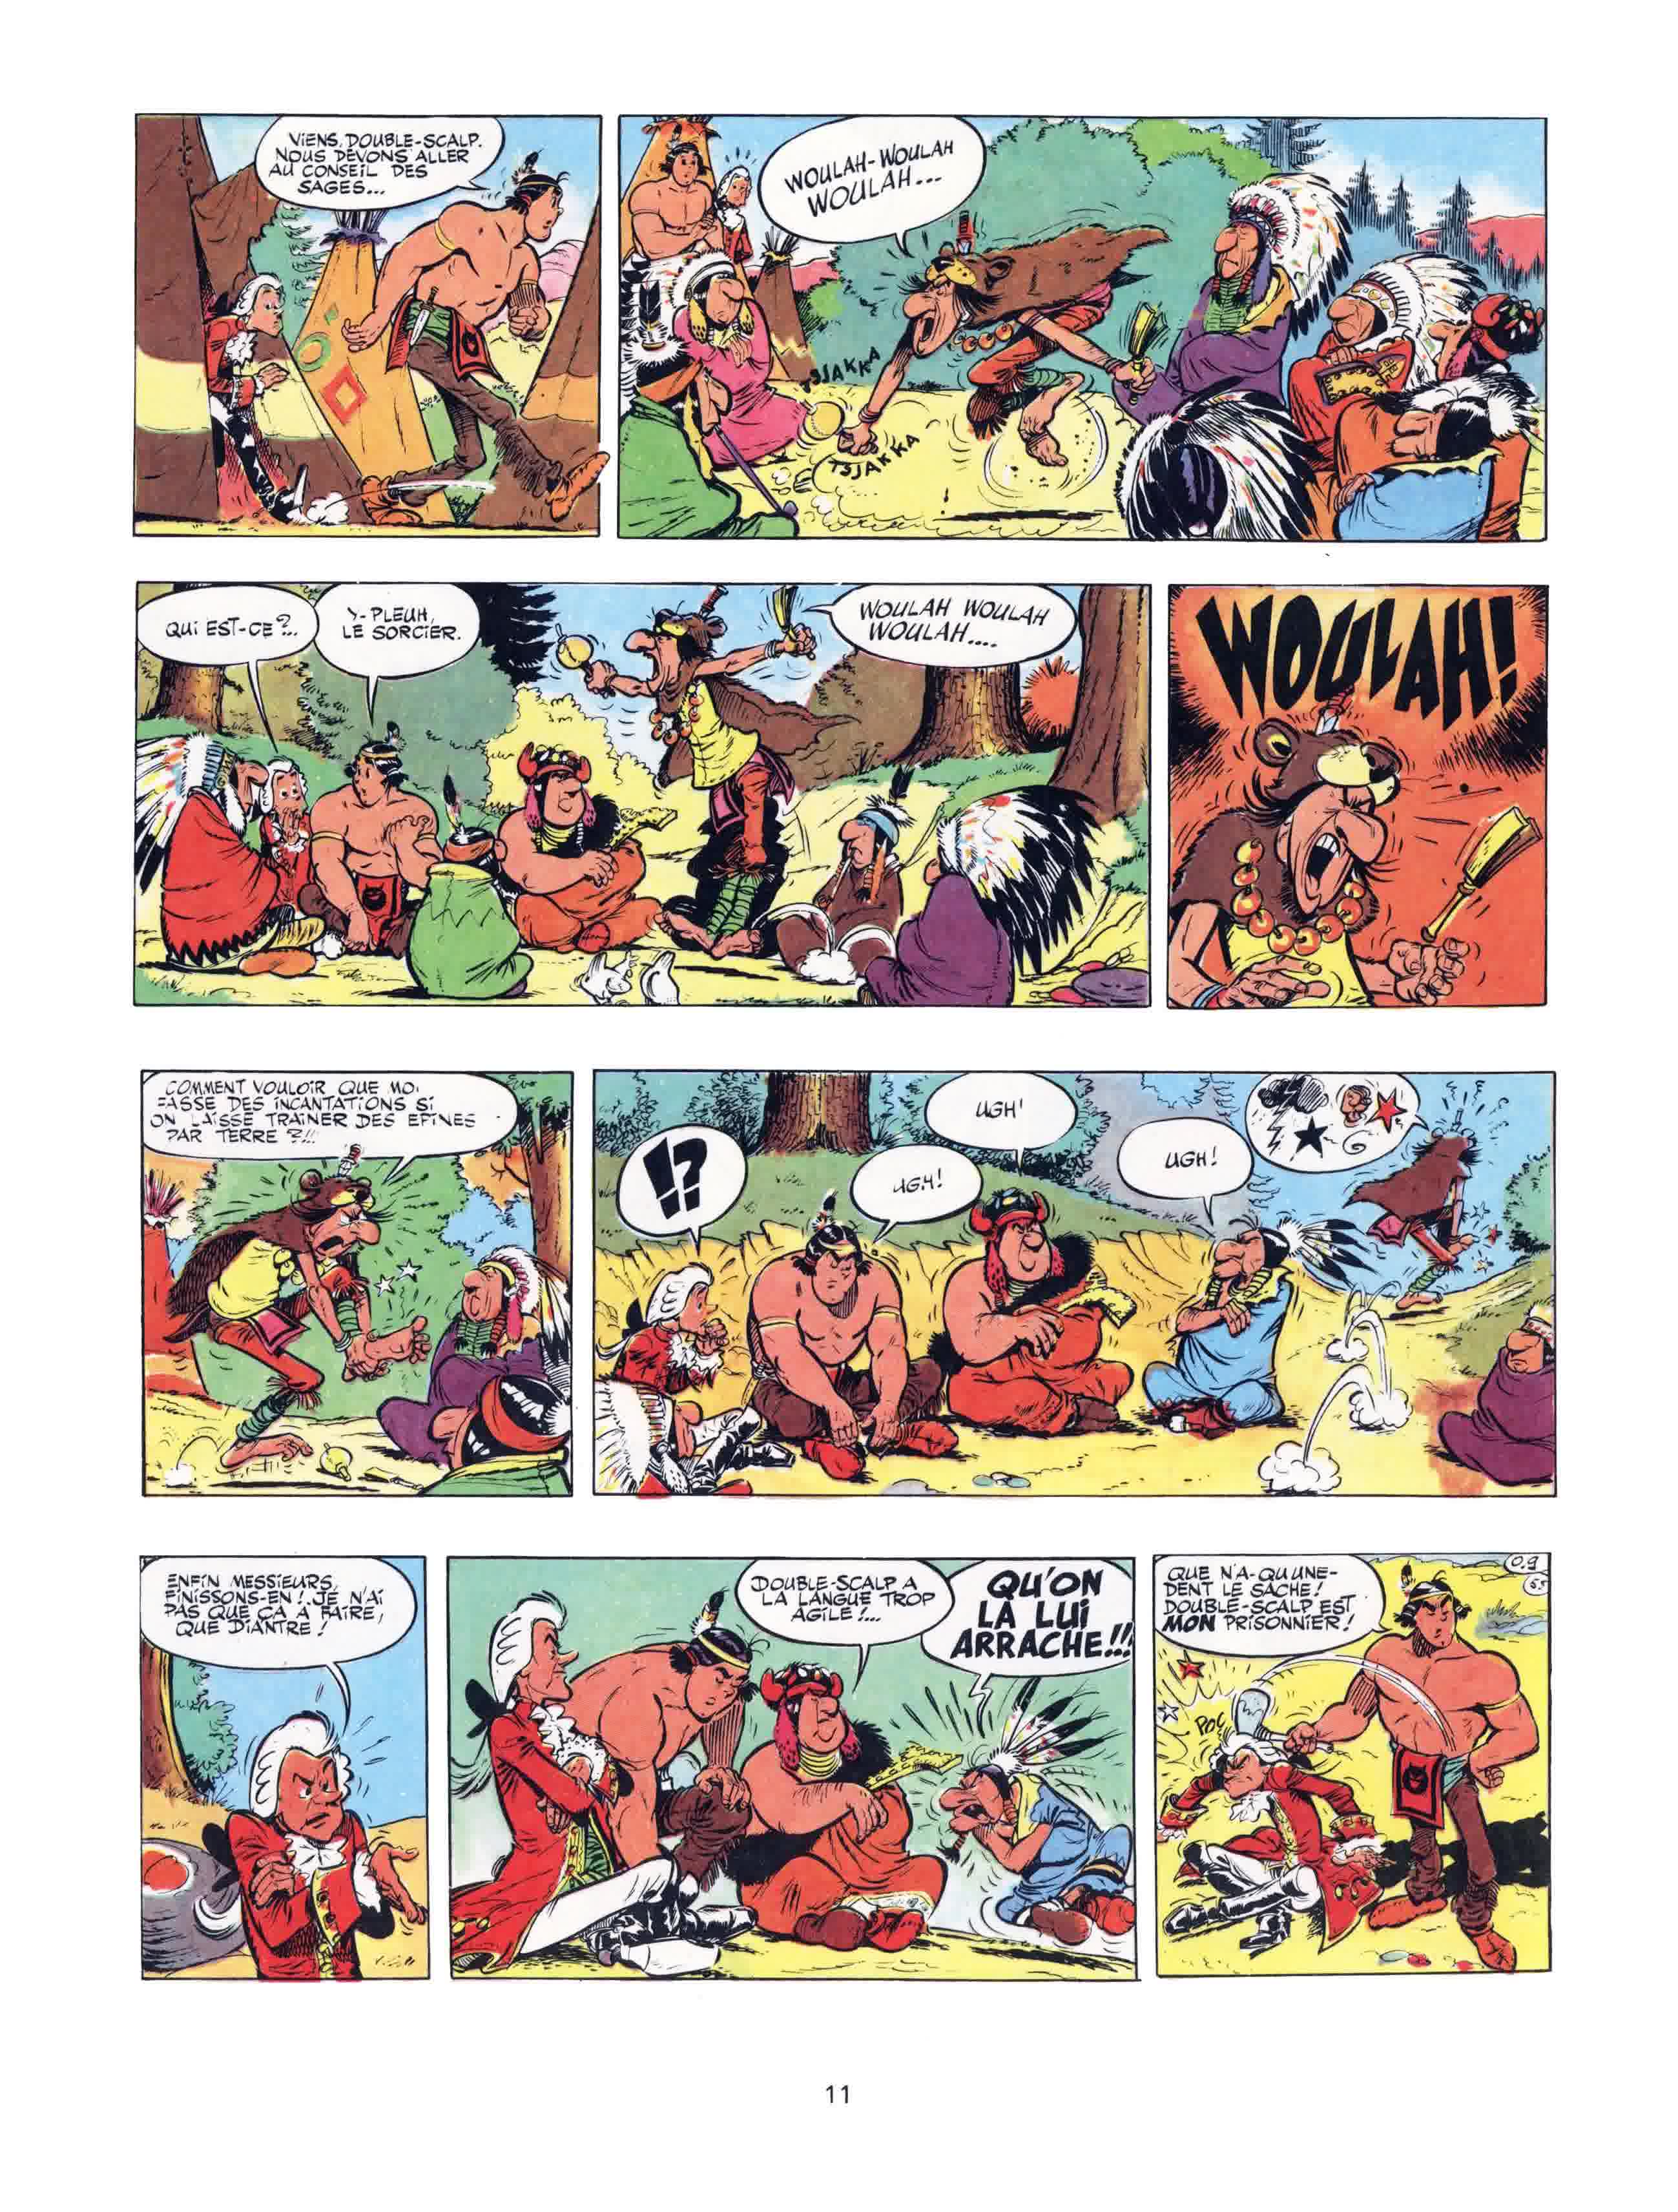 VIENS, DOUBLE-SCALP.
NOUS DEVONS ALLER
AU CONSEIL DES
SAGES...
WOULAH-WOULAH
WOULAH...
TSJAKKA
TSJAKKA
QUI EST-CE?..
Y-PLEUH,
LE SORCIER.
WOULAH WOULAH
WOULAH....
WOULAH!
COMMENT VOULOIR QUE MOI
FASSE DES INCANTATIONS SI
ON LAISSE TRAINER DES EPINES
PAR TERRE ?!!
!?
UGH!
UGH!
UGH!
ENFIN MESSIEURS,
FINISSONS-EN! JE N'AI
PAS QUE ÇA A FAIRE,
QUE DIANTRE!
DOUBLE-SCALP A
LA LANGUE TROP
AGILE!...
QU'ON
LA LUI
ARRACHE!!!
QUE N'A-QU'UNE-
DENT LE SACHE!
DOUBLE-SCALP EST
MON PRISONNIER!
POC
O.9
55
11